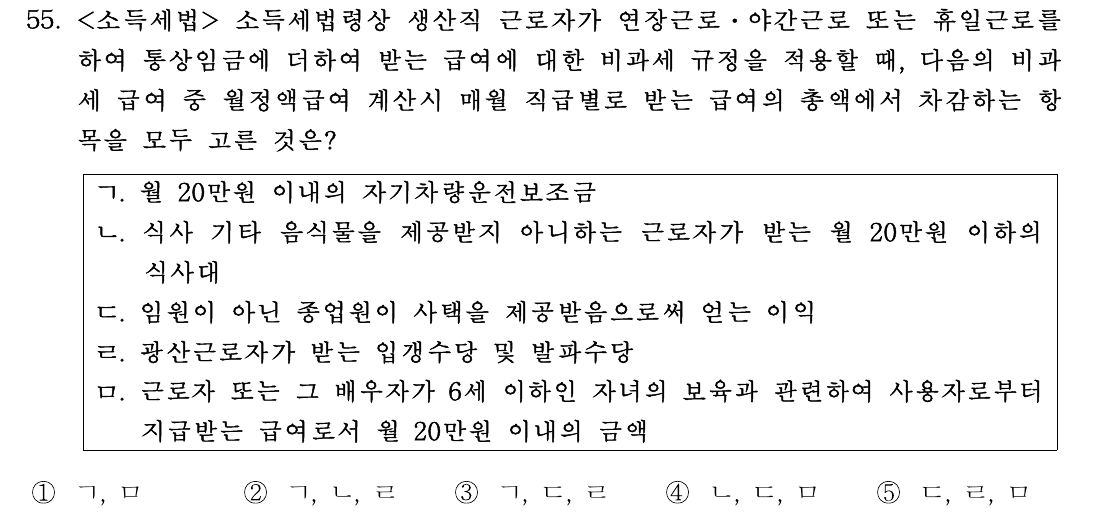 55. <소득세법> 소득세법령상 생산직 근로자가 연장근로·야간근로 또는 휴일근로를
하여 통상임금에 더하여 받는 급여에 대한 비과세 규정을 적용할 때, 다음의 비과
세 급여 중 월정액급여 계산시 매월 직급별로 받는 급여의 총액에서 차감하는 항
목을 모두 고른 것은?
ㄱ. 월 20만원 이내의 자기차량운전보조금
ㄴ. 식사 기타 음식물을 제공받지 아니하는 근로자가 받는 월 20만원 이하의
식사대
ㄷ. 임원이 아닌 종업원이 사택을 제공받음으로써 얻는 이익
ㄹ. 광산근로자가 받는 입갱수당 및 발파수당
ㅁ. 근로자 또는 그 배우자가 6세 이하인 자녀의 보육과 관련하여 사용자로부터
지급받는 급여로서 월 20만원 이내의 금액
① ㄱ, ㅁ ② ㄱ, ㄴ, ㄹ ③ ㄱ, ㄷ, ㄹ ④ ㄴ, ㄷ, ㅁ ⑤ ㄷ, ㄹ, ㅁ